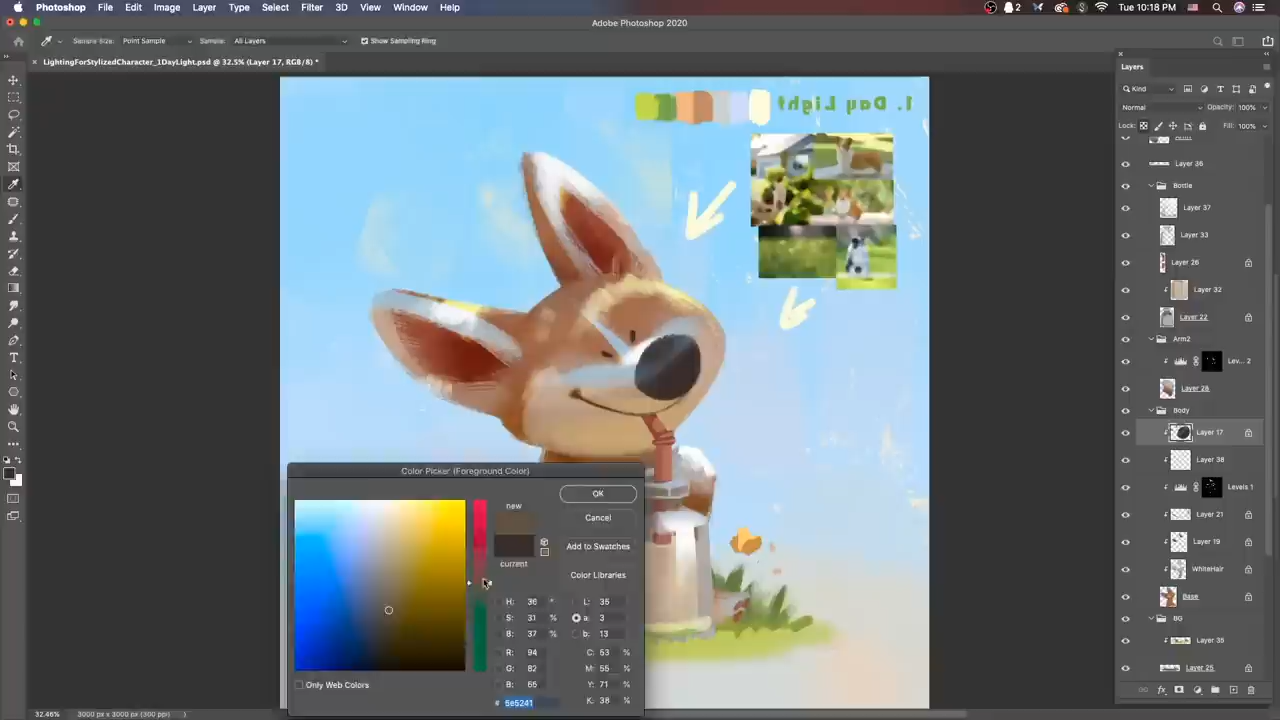 Photoshop File Edit Image Layer Type Select Filter 3D View Window Help 2 Tue 10:18 PM
Adobe Photoshop 2020
Sample Size: Point Sample Sample: All Layers Show Sampling Ring
LightingForStylizedCharacter_1DayLight.psd @ 32.5% (Layer 17, RGB/8) *
Layers
Kind
Normal Opacity: 100%
Lock: Fill: 100%
1. Day Light
Layer 36
Bottle
Layer 37
Layer 33
Layer 26
Layer 32
Layer 22
Arm2
Lev... 2
Layer 28
Body
Layer 17
Layer 38
Levels 1
Layer 21
Layer 19
WhiteHair
Base
BG
Layer 35
Layer 25
Color Picker (Foreground Color)
new
current
OK
Cancel
Add to Swatches
Color Libraries
H: 36 ° L: 35
S: 31 % a: 3
B: 37 % b: 13
R: 94 C: 53 %
G: 82 M: 55 %
B: 65 Y: 71 %
# 5e5241 K: 38 %
Only Web Colors
32.46% 3000 px x 3000 px (300 ppi)